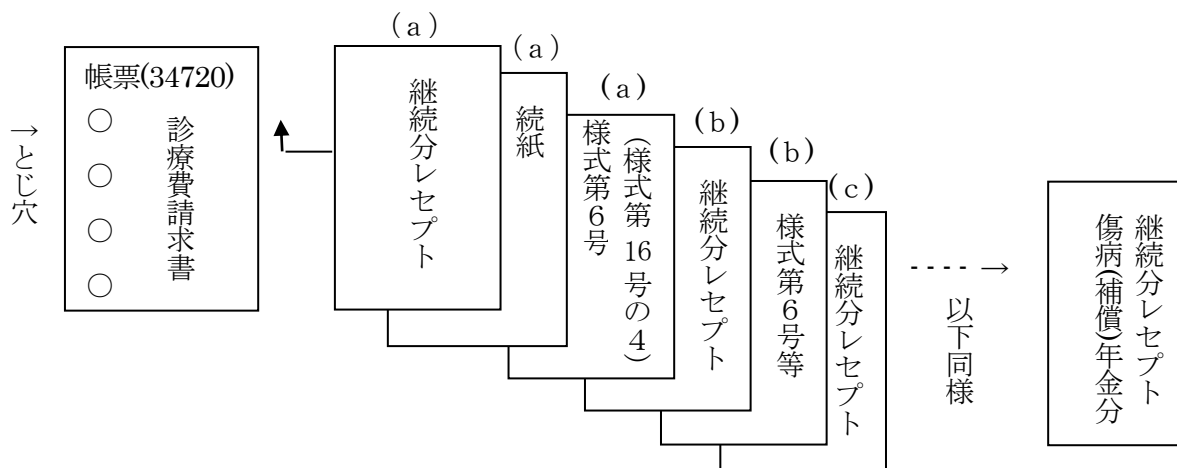 →とじ穴
帳票(34720)
○
○
○
○
診療費請求書
(a)
継続分レセプト
(a)
続紙
(a)
様式第6号
(様式第16号の4)
(b)
継続分レセプト
(b)
様式第6号等
(c)
継続分レセプト
---- →
以下同様
継続分レセプト
傷病(補償)年金分